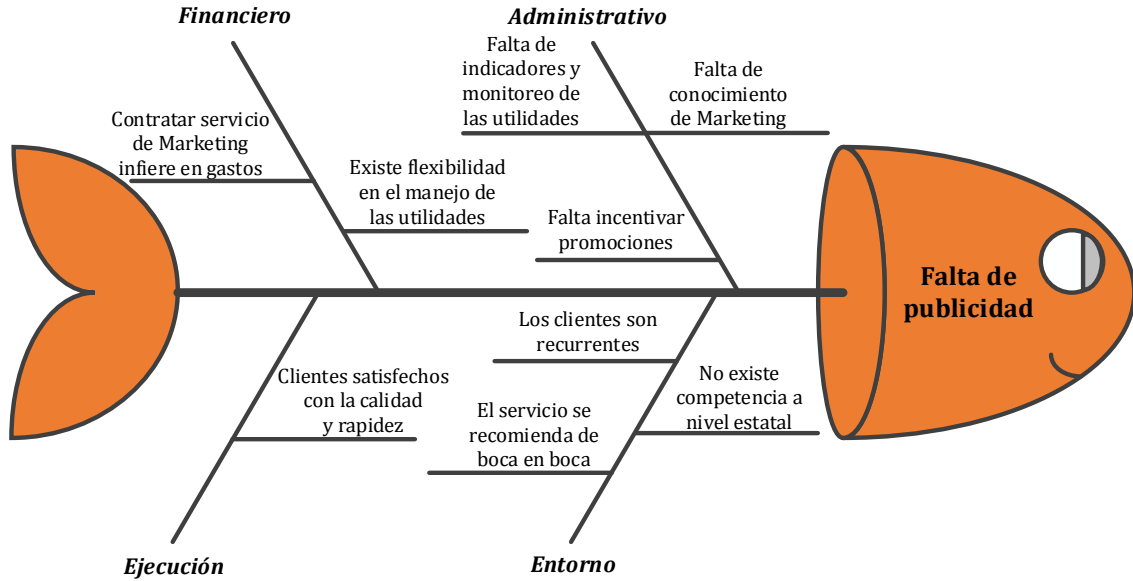 Financiero
Administrativo
Contratar servicio
de Marketing
infiere en gastos
Existe flexibilidad
en el manejo de
las utilidades
Falta de
indicadores y
monitoreo de
las utilidades
Falta de
conocimiento
de Marketing
Falta incentivar
promociones
Falta de
publicidad
Clientes satisfechos
con la calidad
y rapidez
Los clientes son
recurrentes
El servicio se
recomienda de
boca en boca
No existe
competencia a
nivel estatal
Ejecución
Entorno